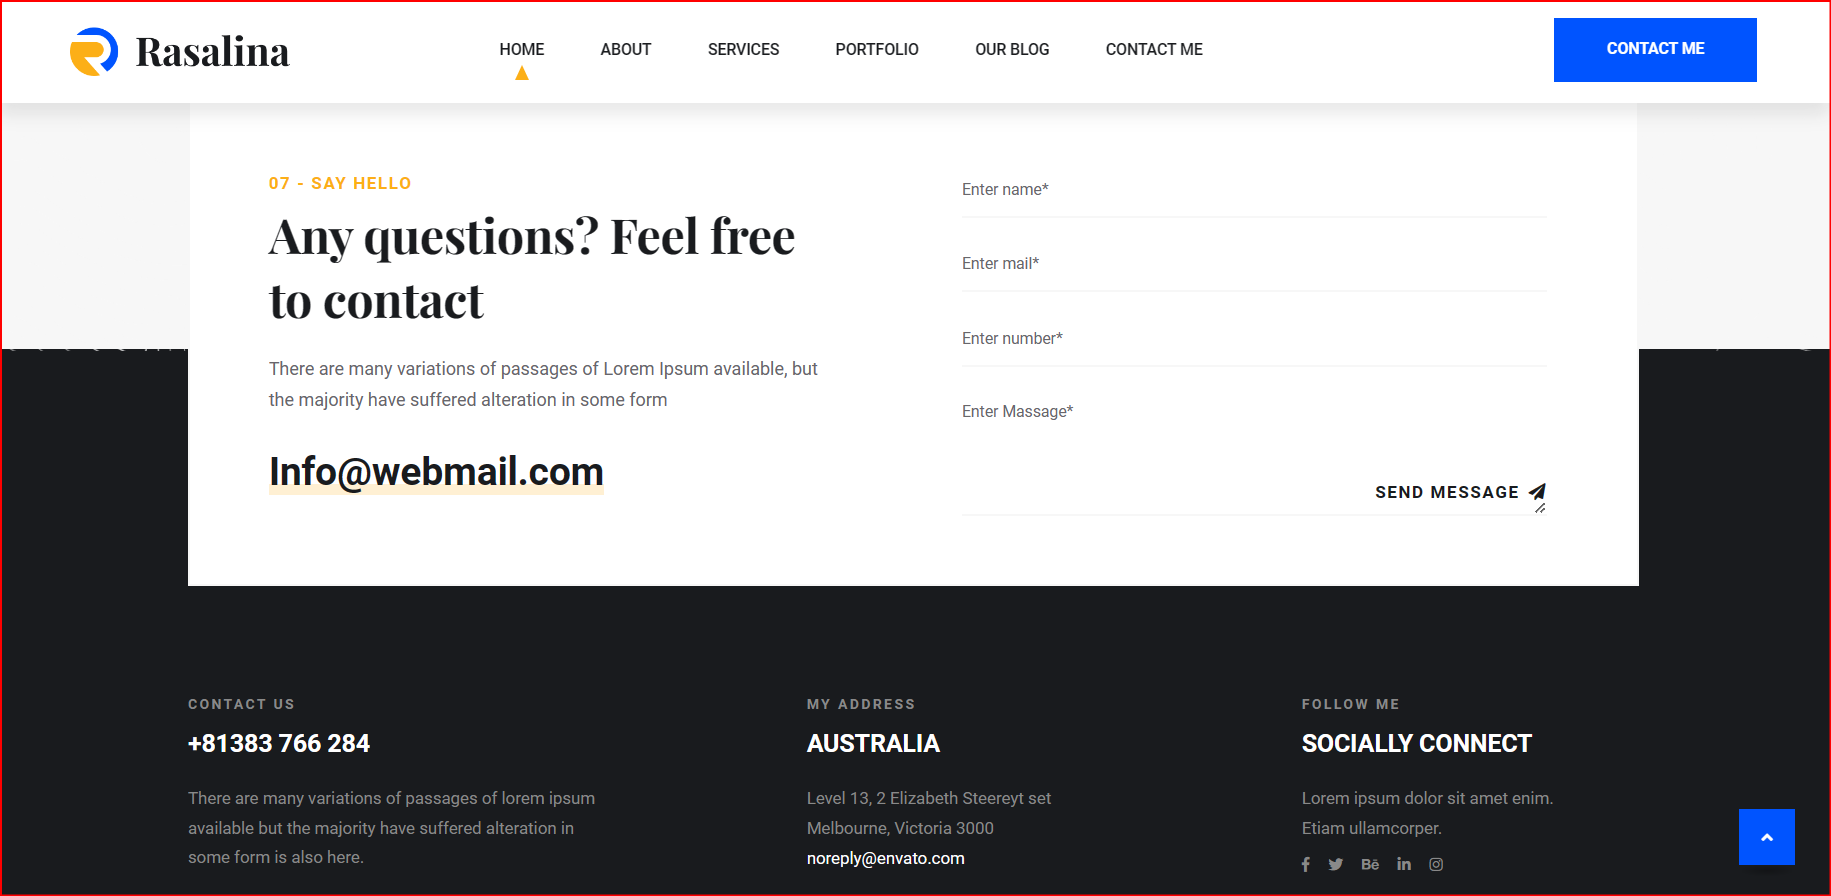 Rasalina
HOME ABOUT SERVICES PORTFOLIO OUR BLOG CONTACT ME
CONTACT ME
07 - SAY HELLO
Any questions? Feel free
to contact
There are many variations of passages of Lorem Ipsum available, but
the majority have suffered alteration in some form
Info@webmail.com
Enter name*
Enter mail*
Enter number*
Enter Massage*
SEND MESSAGE
CONTACT US
+81383 766 284
There are many variations of passages of lorem ipsum
available but the majority have suffered alteration in
some form is also here.
MY ADDRESS
AUSTRALIA
Level 13, 2 Elizabeth Steereyt set
Melbourne, Victoria 3000
noreply@envato.com
FOLLOW ME
SOCIALLY CONNECT
Lorem ipsum dolor sit amet enim.
Etiam ullamcorper.